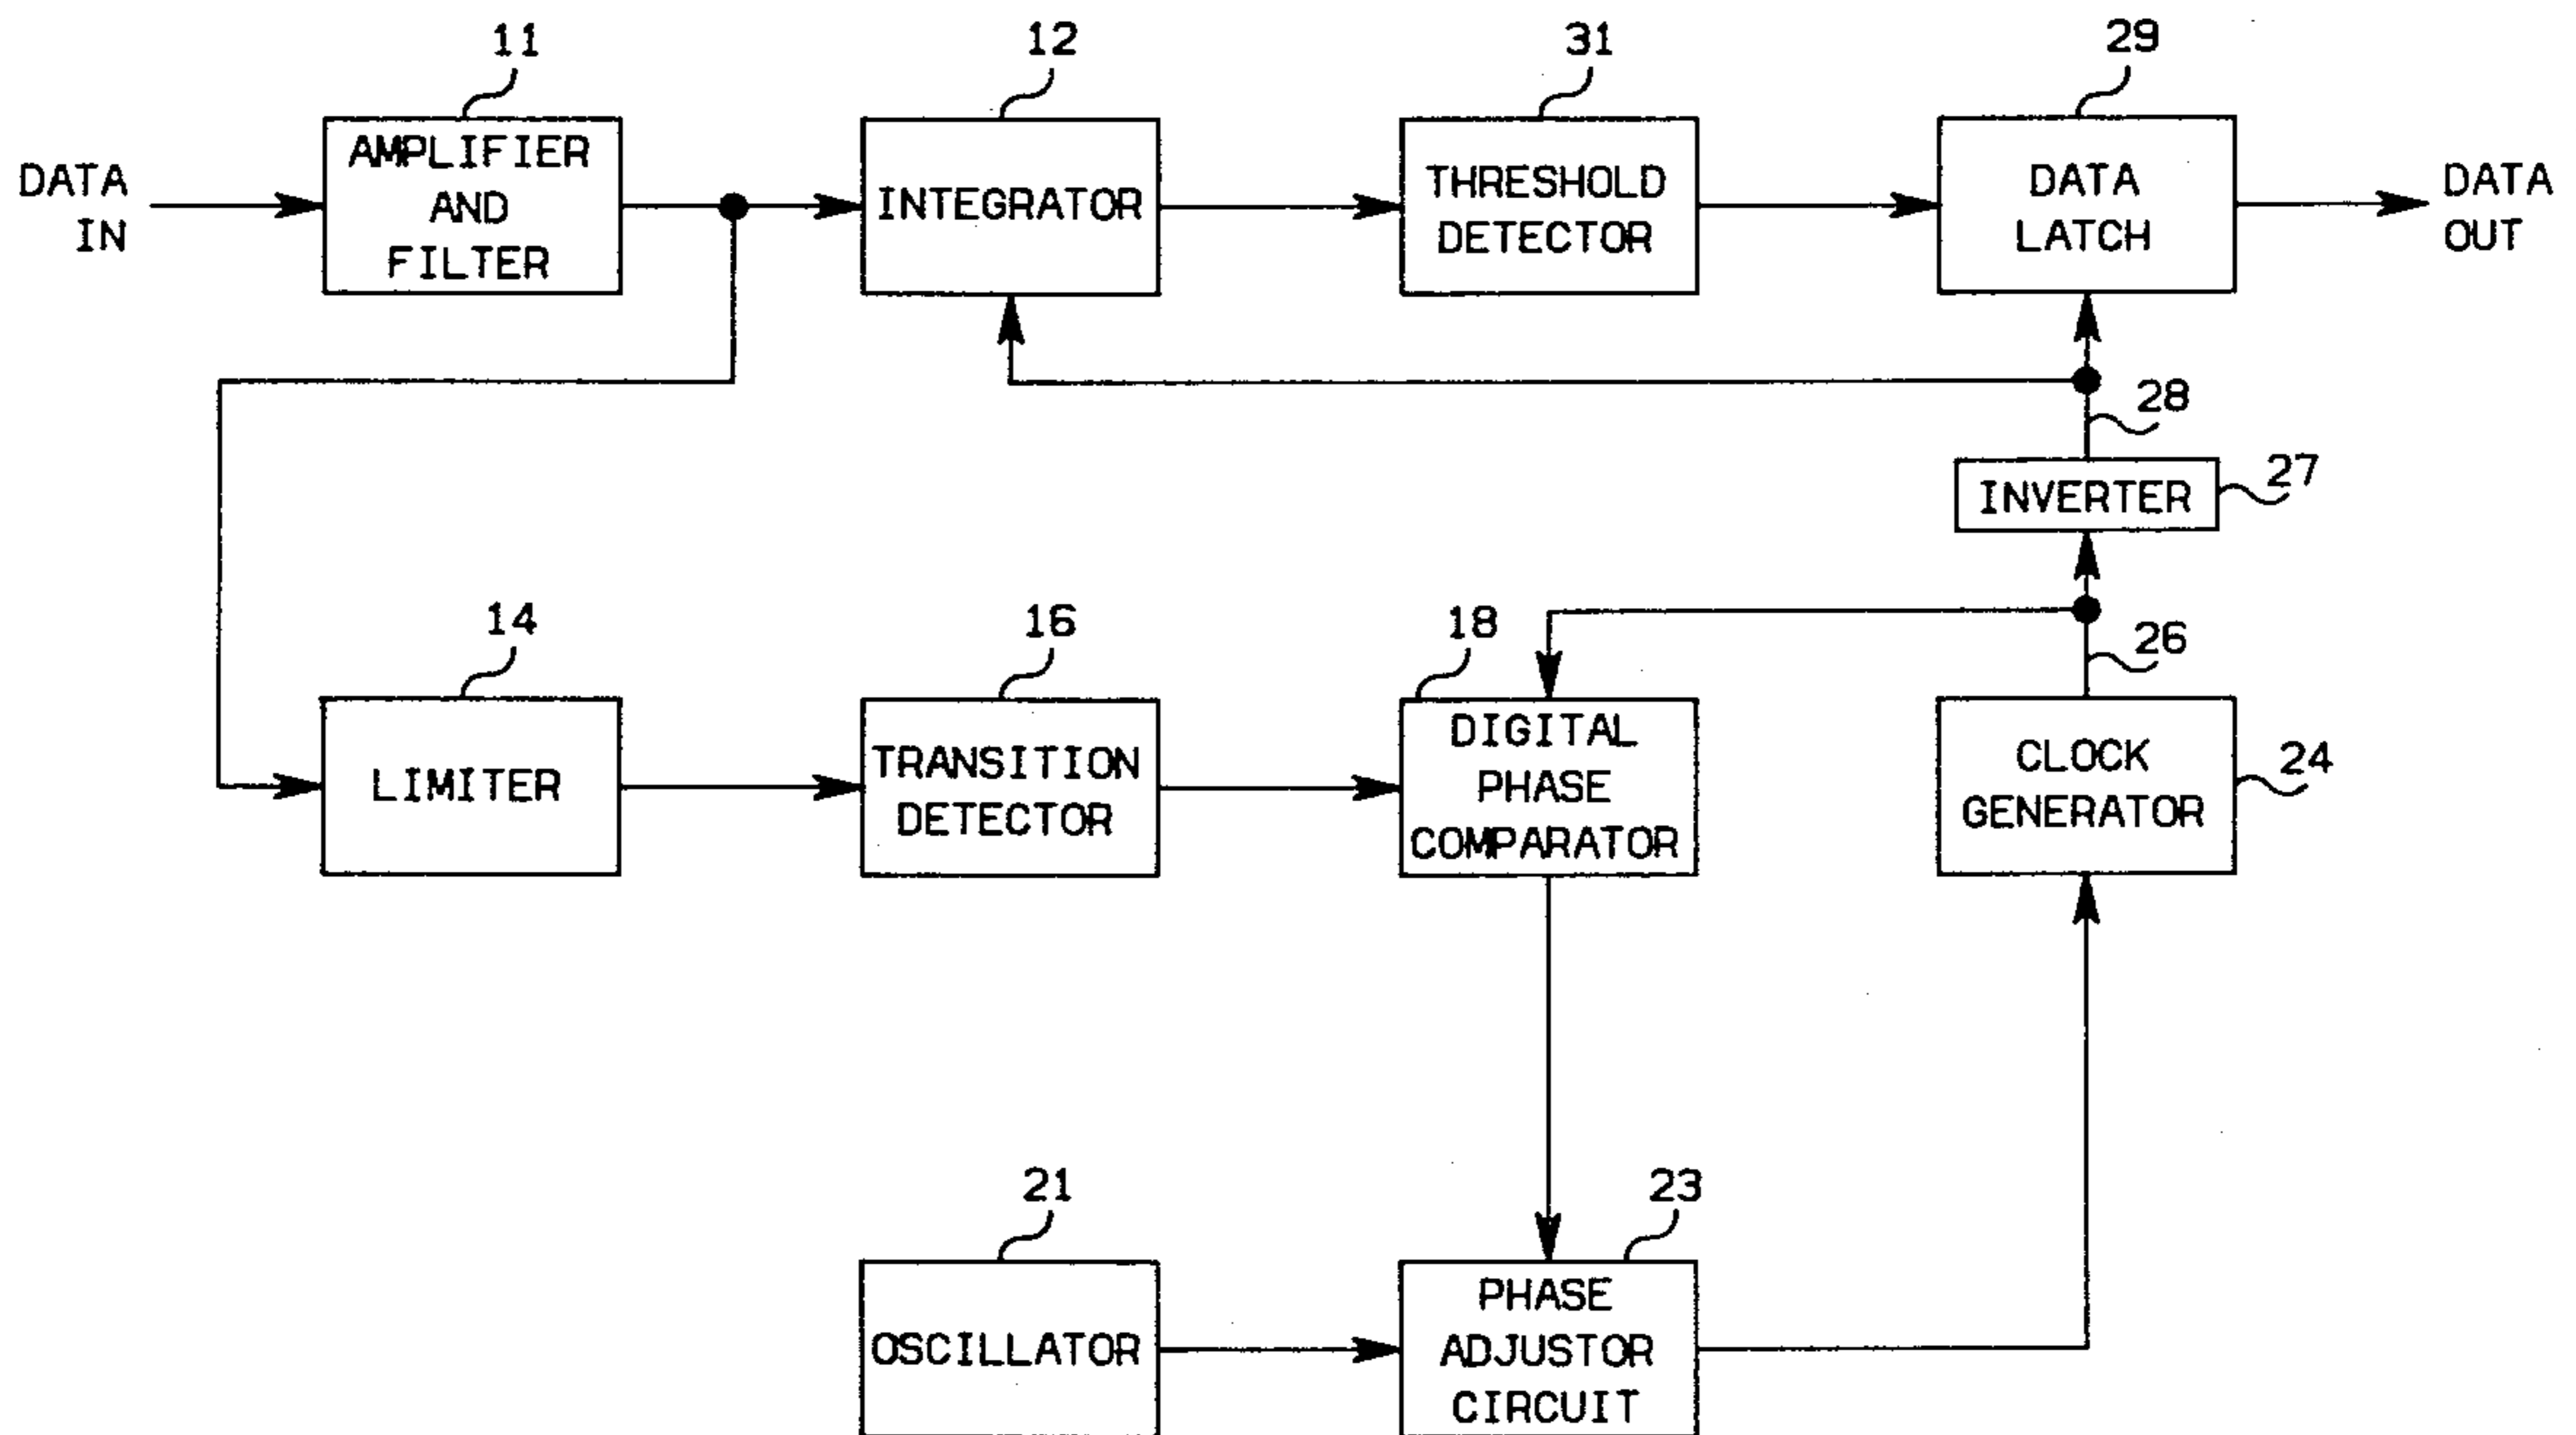 11
12
31
29
DATA
IN
AMPLIFIER
AND
FILTER
INTEGRATOR
THRESHOLD
DETECTOR
DATA
LATCH
DATA
OUT
28
INVERTER
27
14
16
18
26
LIMITER
TRANSITION
DETECTOR
DIGITAL
PHASE
COMPARATOR
CLOCK
GENERATOR
24
21
23
OSCILLATOR
PHASE
ADJUSTOR
CIRCUIT